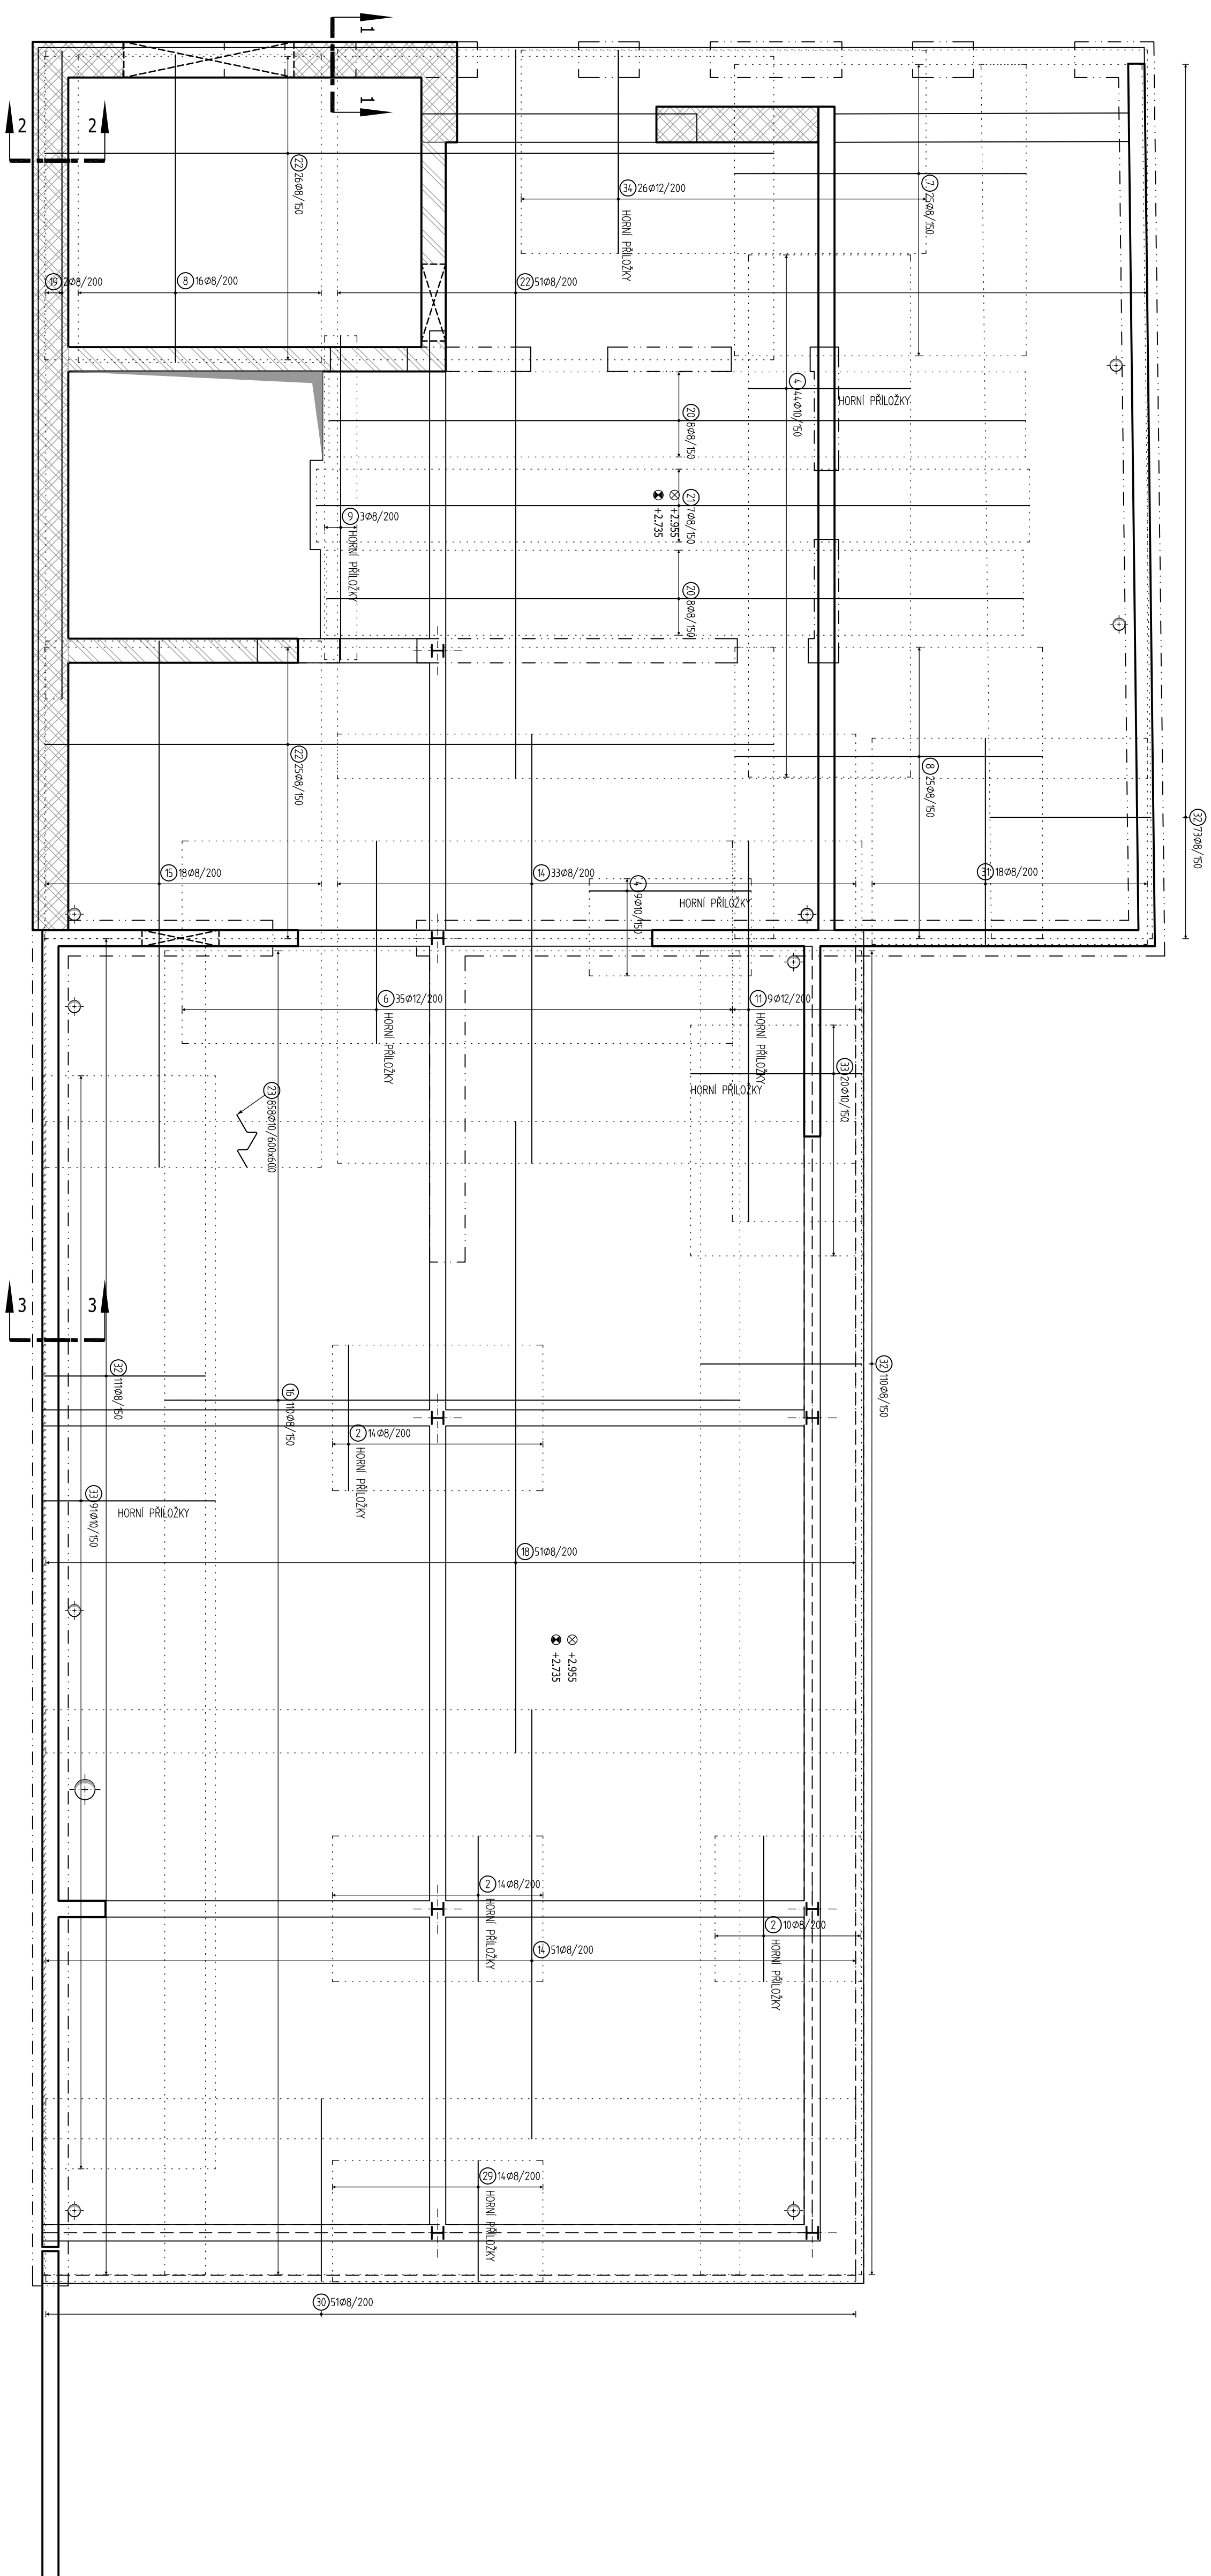 1
1
2
2
22 26Ø8/150
34 26Ø12/200
HORNÍ PŘÍLOŽKY
7 25Ø8/150
19 2Ø8/200
8 16Ø8/200
22 51Ø8/200
4 44Ø10/150
HORNÍ PŘÍLOŽKY
20 8Ø8/150
21 7Ø8/150
+2.955
+2.735
9 3Ø8/200
HORNÍ PŘÍLOŽKY
20 8Ø8/150
22 25Ø8/150
8 25Ø8/150
32 73Ø8/150
15 18Ø8/200
14 33Ø8/200
31 18Ø8/200
4 9Ø10/150
HORNÍ PŘÍLOŽKY
6 35Ø12/200
HORNÍ PŘÍLOŽKY
11 9Ø12/200
HORNÍ PŘÍLOŽKY
33 20Ø10/150
HORNÍ PŘÍLOŽKY
23 858Ø10/600x600
3
3
32 111Ø8/150
16 110Ø8/150
32 110Ø8/150
2 14Ø8/200
HORNÍ PŘÍLOŽKY
33 91Ø10/150
HORNÍ PŘÍLOŽKY
18 51Ø8/200
+2.955
+2.735
2 14Ø8/200
HORNÍ PŘÍLOŽKY
2 10Ø8/200
HORNÍ PŘÍLOŽKY
14 51Ø8/200
29 14Ø8/200
HORNÍ PŘÍLOŽKY
30 51Ø8/200